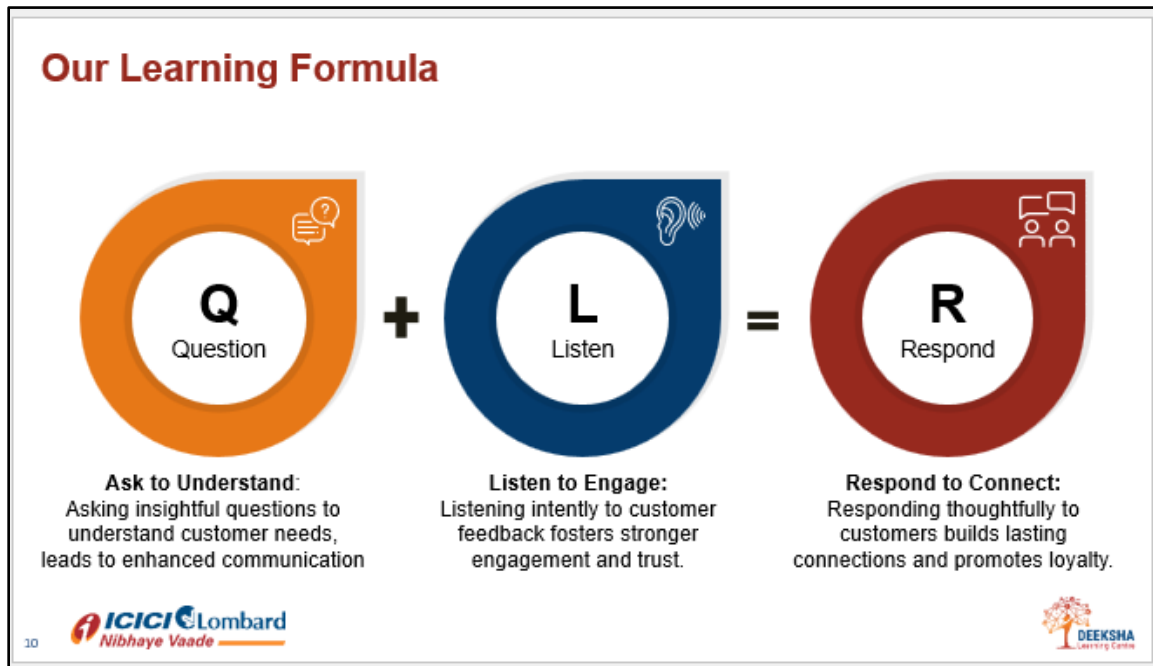 Our Learning Formula
?
Q
Question
+
L
Listen
=
R
Respond
Ask to Understand:
Asking insightful questions to
understand customer needs,
leads to enhanced communication
Listen to Engage:
Listening intently to customer
feedback fosters stronger
engagement and trust.
Respond to Connect:
Responding thoughtfully to
customers builds lasting
connections and promotes loyalty.
10
i ICICI Lombard
Nibhaye Vaade
DEEKSHA
Learning Centre